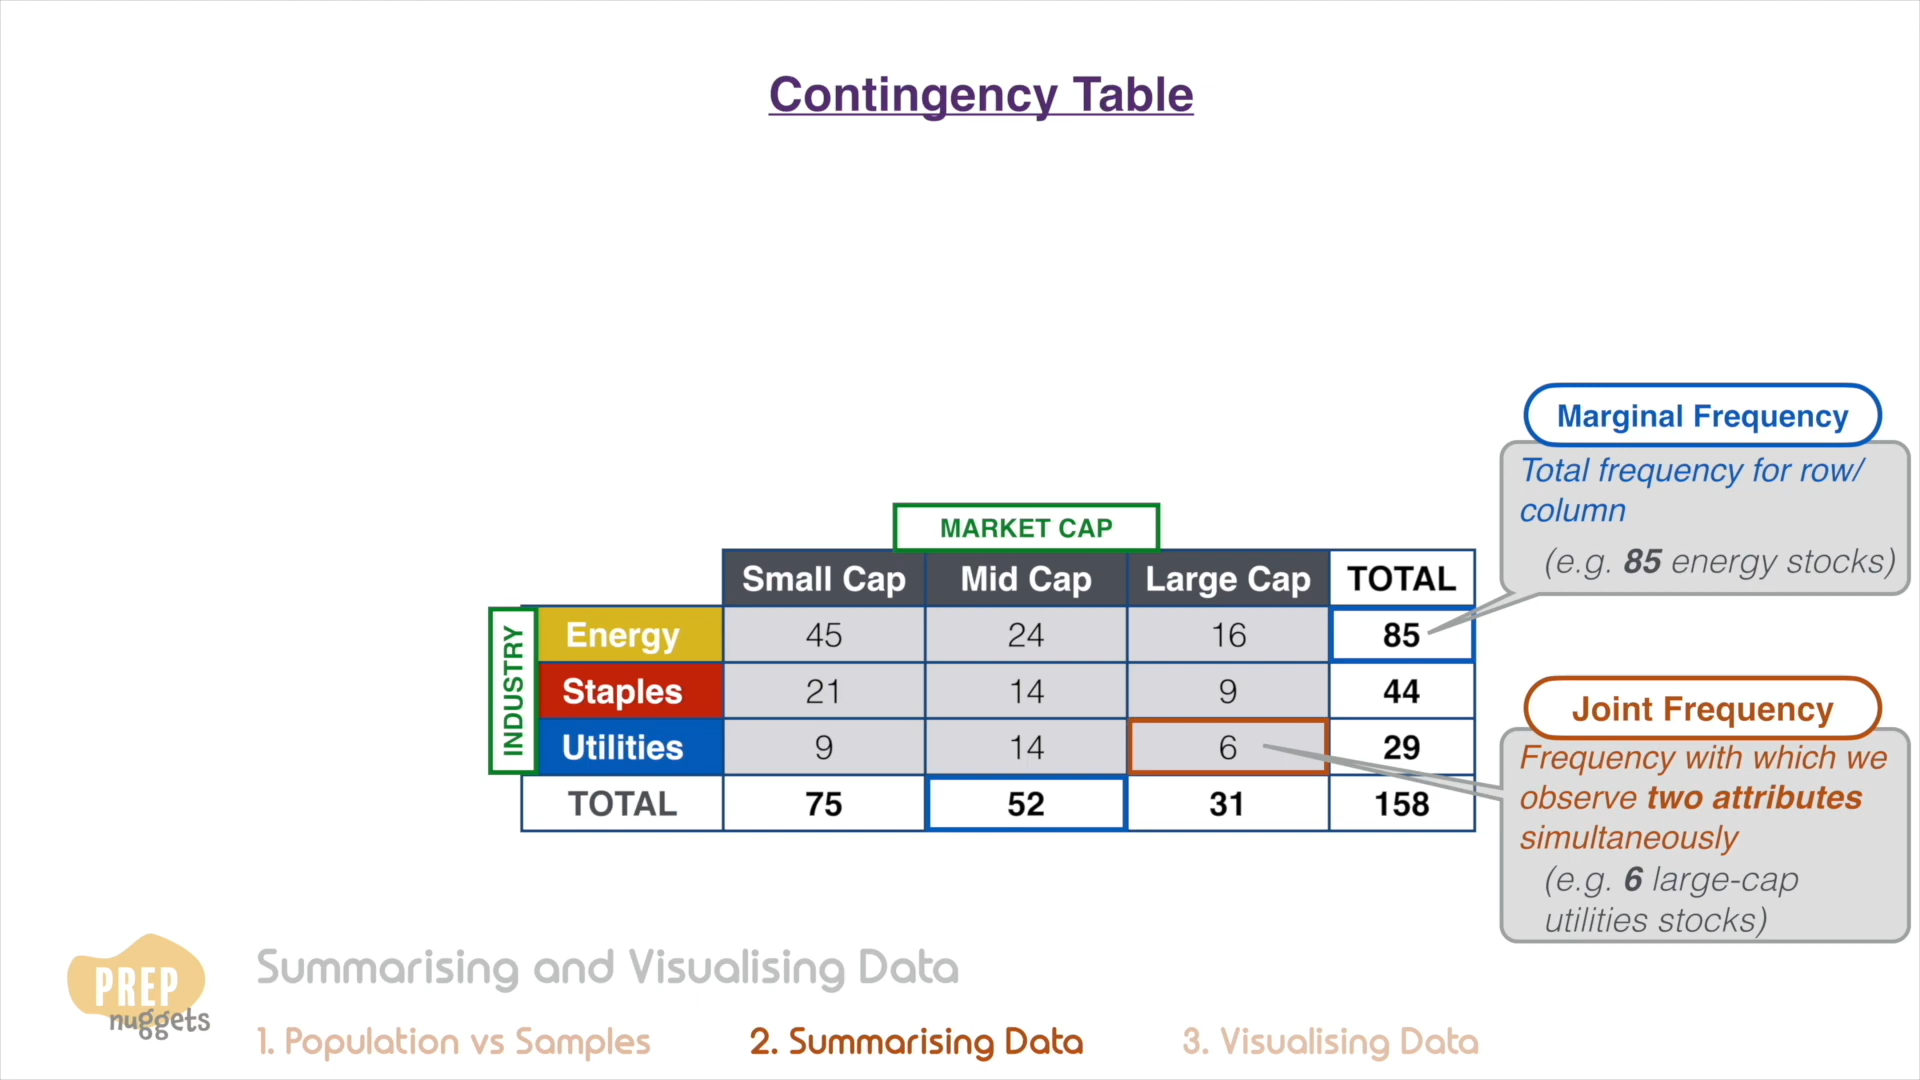 Contingency Table
Marginal Frequency
Total frequency for row/
column
(e.g. 85 energy stocks)
MARKET CAP
Small Cap Mid Cap Large Cap TOTAL
INDUSTRY
Energy 45 24 16 85
Staples 21 14 9 44
Utilities 9 14 6 29
TOTAL 75 52 31 158
Joint Frequency
Frequency with which we
observe two attributes
simultaneously
(e.g. 6 large-cap
utilities stocks)
PREP
nuggets
Summarising and Visualising Data
1. Population vs Samples 2. Summarising Data 3. Visualising Data